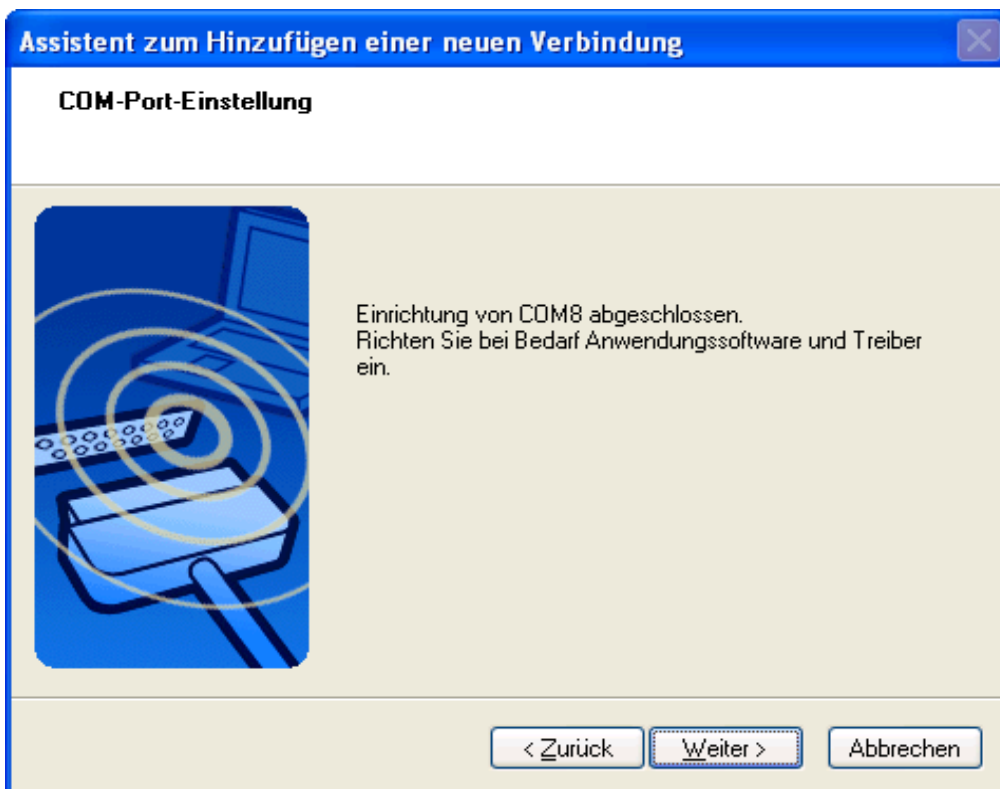 Assistent zum Hinzufügen einer neuen Verbindung
COM-Port-Einstellung
Einrichtung von COM8 abgeschlossen.
Richten Sie bei Bedarf Anwendungssoftware und Treiber
ein.
< Zurück
Weiter >
Abbrechen